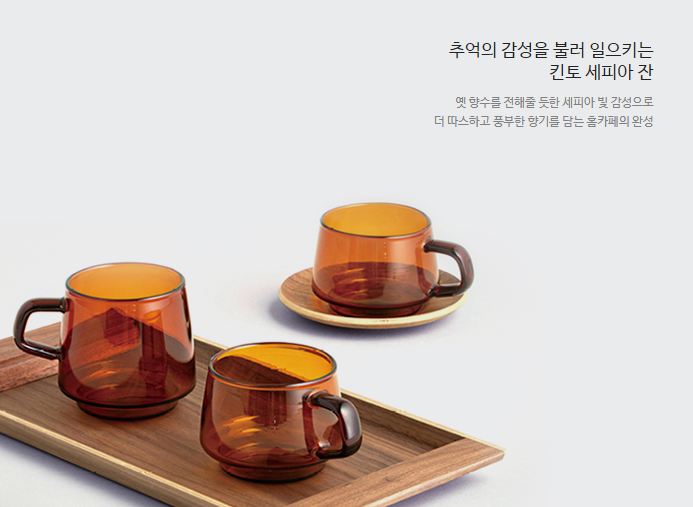 추억의 감성을 불러 일으키는
킨토 세피아 잔
옛 향수를 전해줄 듯한 세피아 빛 감성으로
더 따스하고 풍부한 향기를 담는 홈카페의 완성